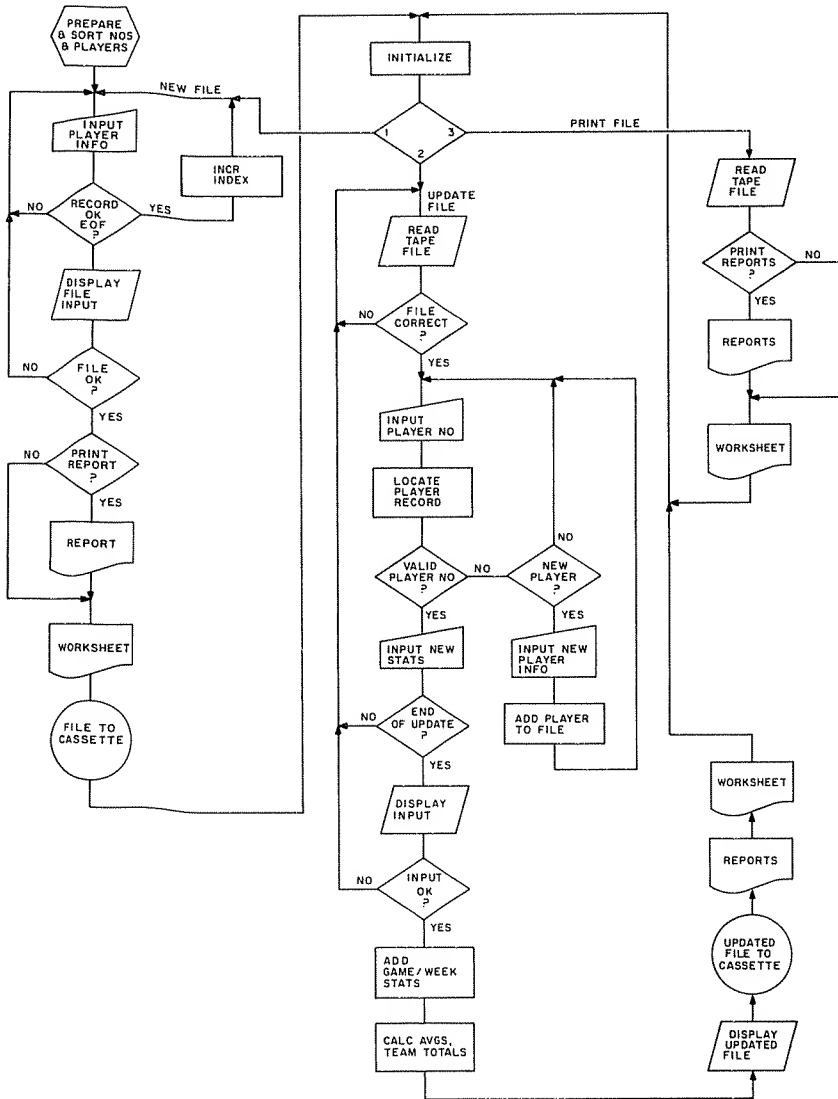 PREPARE
& SORT NOS
& PLAYERS
NEW FILE
INPUT
PLAYER
INFO
INCR
INDEX
RECORD
OK
EOF
?
NO
YES
DISPLAY
FILE
INPUT
FILE
OK
?
NO
YES
PRINT
REPORT
?
NO
YES
REPORT
WORKSHEET
FILE TO
CASSETTE
INITIALIZE
1
2
3
PRINT FILE
UPDATE
FILE
READ
TAPE
FILE
FILE
CORRECT
?
NO
YES
INPUT
PLAYER NO
LOCATE
PLAYER
RECORD
VALID
PLAYER NO
?
NO
YES
NEW
PLAYER
?
NO
YES
INPUT NEW
STATS
INPUT NEW
PLAYER
INFO
ADD PLAYER
TO FILE
END
OF UPDATE
?
NO
YES
DISPLAY
INPUT
INPUT
OK
?
NO
YES
ADD
GAME/WEEK
STATS
CALC AVGS,
TEAM TOTALS
READ
TAPE
FILE
PRINT
REPORTS
?
NO
YES
REPORTS
WORKSHEET
WORKSHEET
REPORTS
UPDATED
FILE TO
CASSETTE
DISPLAY
UPDATED
FILE